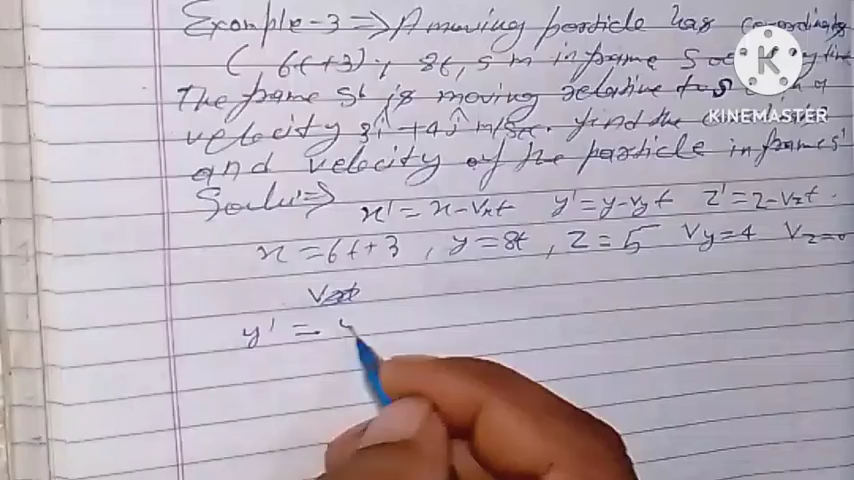 Example-3 ⇒ A moving particle has co-ordinates
( 6t+3), 8t, 5 m in frame S
The frame S' is moving relative to S
velocity 3î+4ĵ m/sec. find the
and velocity of the particle in frame S'
Solu:⇒
x' = x-Vxt y' = y-Vyt Z' = Z-Vzt.
x = 6t+3, y = 8t, Z = 5 Vy=4 Vz=0
y' =
KINEMASTER